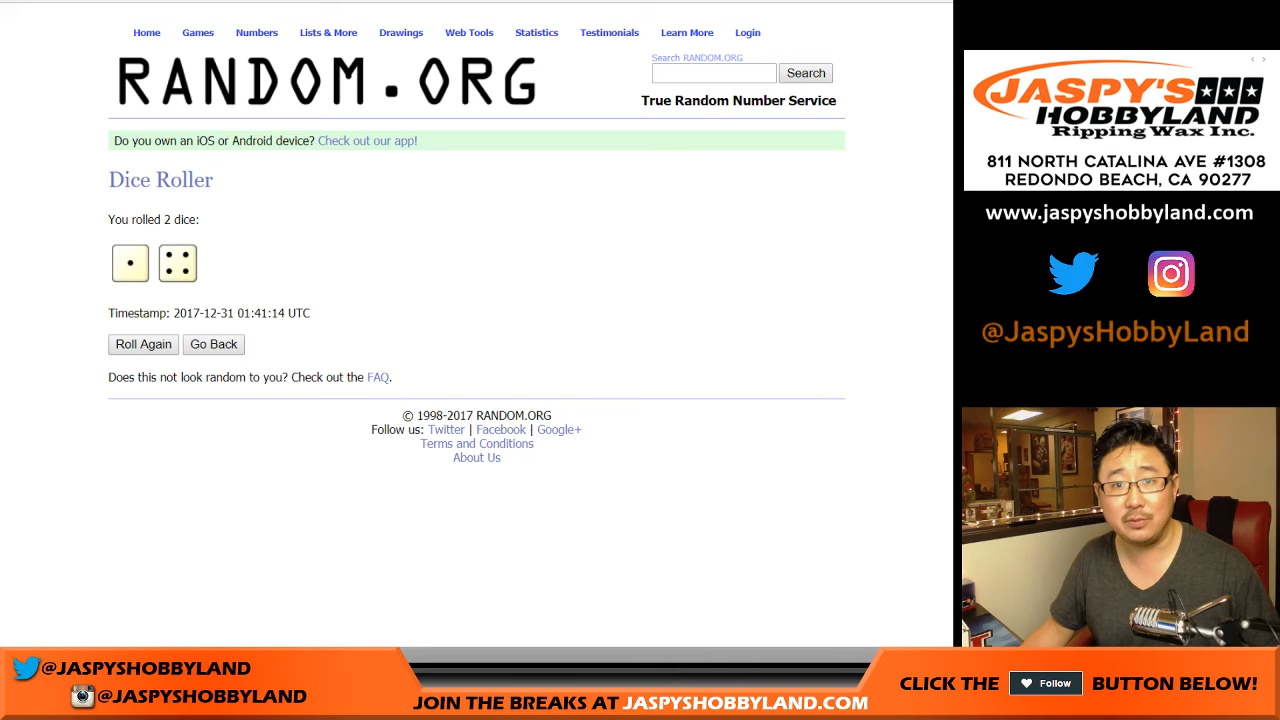 Home Games Numbers Lists & More Drawings Web Tools Statistics Testimonials Learn More Login
RANDOM.ORG
Search RANDOM.ORG
Search
True Random Number Service
Do you own an iOS or Android device? Check out our app!
Dice Roller
You rolled 2 dice:
Timestamp: 2017-12-31 01:41:14 UTC
Roll Again Go Back
Does this not look random to you? Check out the FAQ.
© 1998-2017 RANDOM.ORG
Follow us: Twitter | Facebook | Google+
Terms and Conditions
About Us
JASPY'S
HOBBYLAND
Ripping Wax Inc.
811 NORTH CATALINA AVE #1308
REDONDO BEACH, CA 90277
www.jaspyshobbyland.com
@JaspysHobbyLand
@JASPYSHOBBYLAND
@JASPYSHOBBYLAND
JOIN THE BREAKS AT JASPYSHOBBYLAND.COM
CLICK THE Follow BUTTON BELOW!